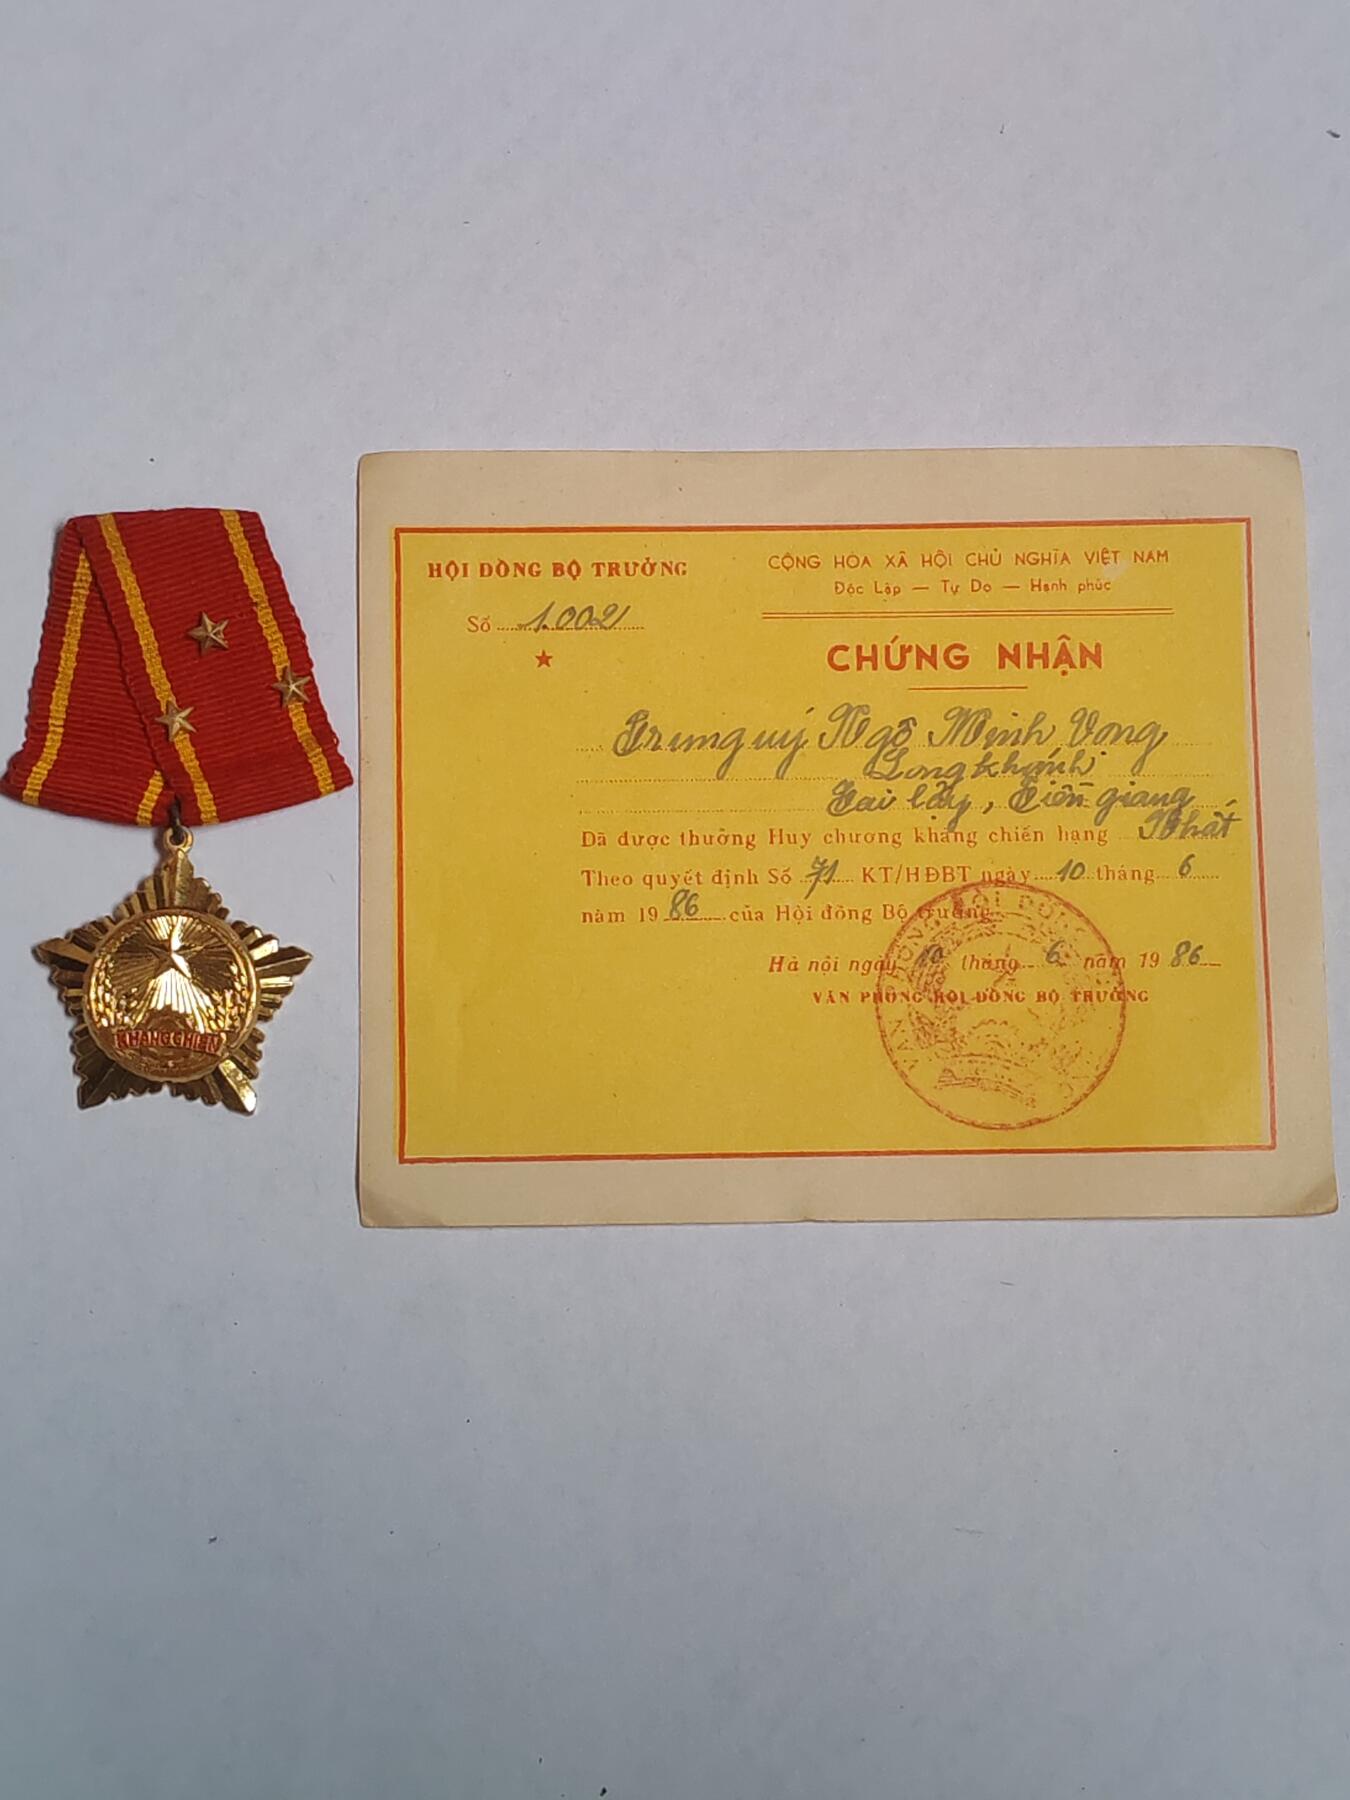 KHANG CHIEN
HỘI ĐỒNG BỘ TRƯỞNG
Số 1.002
CỘNG HÒA XÃ HỘI CHỦ NGHĨA VIỆT NAM
Độc Lập — Tự Do — Hạnh phúc
CHỨNG NHẬN
Trung uý Ngô Minh Vong
Long khánh
Cai lậy, Tiền giang
Đã được thưởng Huy chương kháng chiến hạng Nhất
Theo quyết định Số 71 KT/HĐBT ngày 10 tháng 6
năm 1986 của Hội đồng Bộ trưởng
Hà nội ngày 10 tháng 6 năm 1986
VĂN PHÒNG HỘI ĐỒNG BỘ TRƯỞNG